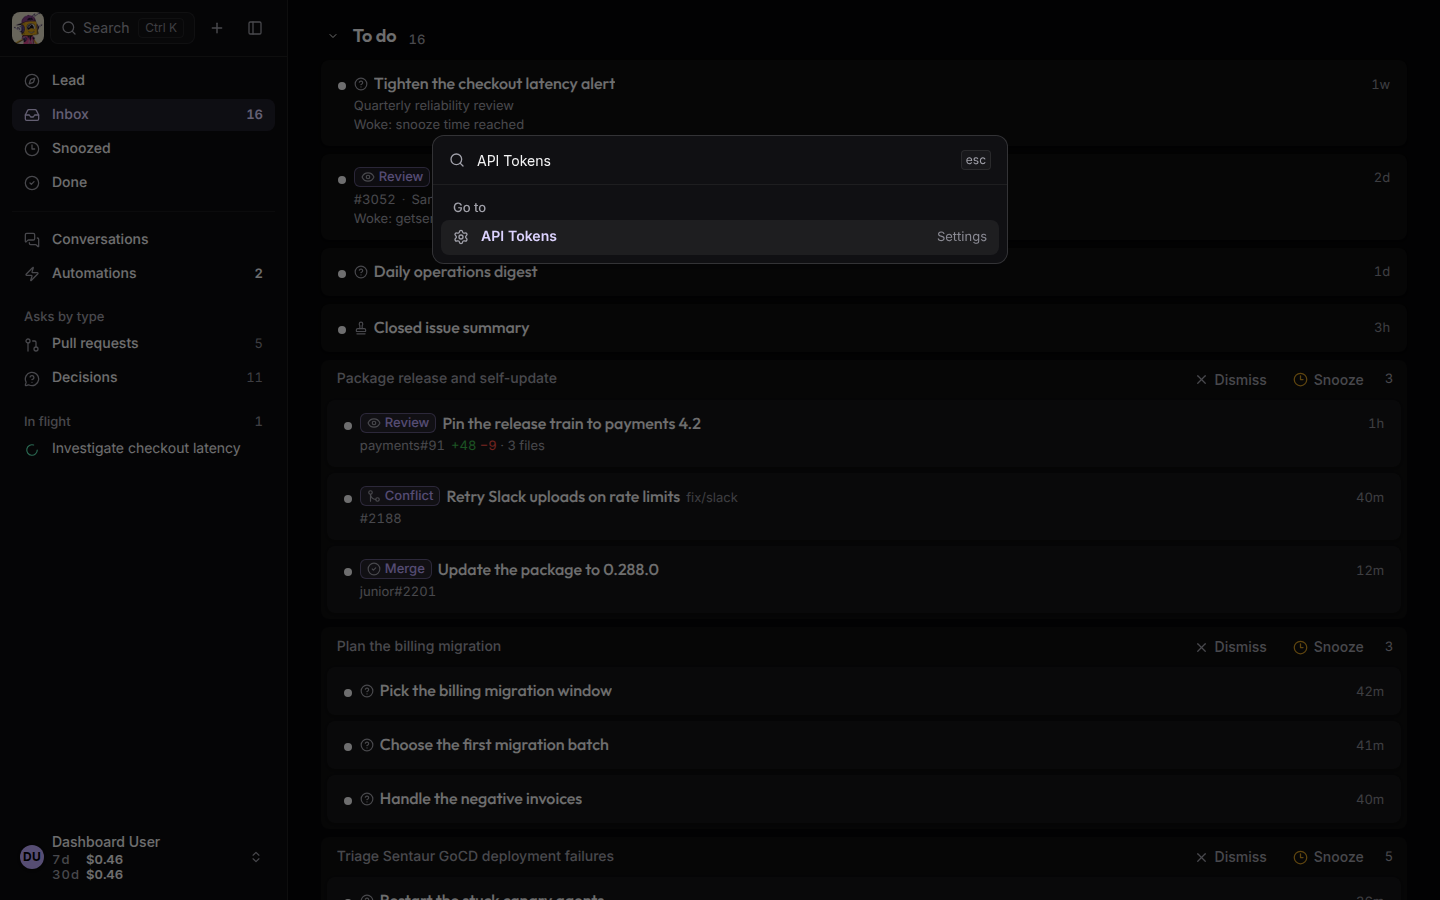 Search Ctrl K
Lead
Inbox 16
Snoozed
Done
Conversations
Automations 2
Asks by type
Pull requests 5
Decisions 11
In flight 1
Investigate checkout latency
DU Dashboard User
7d $0.46
30d $0.46
To do 16
Tighten the checkout latency alert 1w
Quarterly reliability review
Woke: snooze time reached
API Tokens esc
Go to
API Tokens Settings
Review 2d
#3052 ·
Woke:
Daily operations digest 1d
Closed issue summary 3h
Package release and self-update Dismiss Snooze 3
Review Pin the release train to payments 4.2 1h
payments#91 +48 −9 · 3 files
Conflict Retry Slack uploads on rate limits fix/slack 40m
#2188
Merge Update the package to 0.288.0 12m
junior#2201
Plan the billing migration Dismiss Snooze 3
Pick the billing migration window 42m
Choose the first migration batch 41m
Handle the negative invoices 40m
Triage Sentaur GoCD deployment failures Dismiss Snooze 5
Restart the stuck canary agents